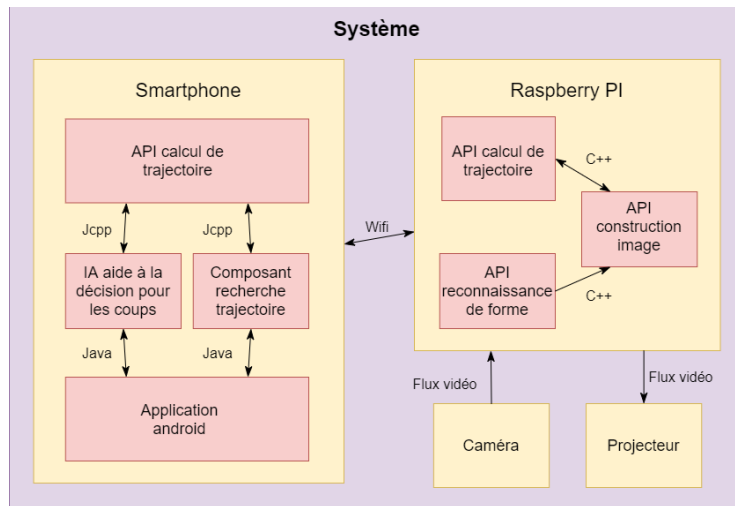 Système
Smartphone
API calcul de
trajectoire
Jcpp
Jcpp
IA aide à la
décision pour
les coups
Composant
recherche
trajectoire
Java
Java
Application
android
Wifi
Raspberry PI
API calcul de
trajectoire
C++
API
construction
image
API
reconnaissance
de forme
C++
Flux vidéo
Flux vidéo
Caméra
Projecteur